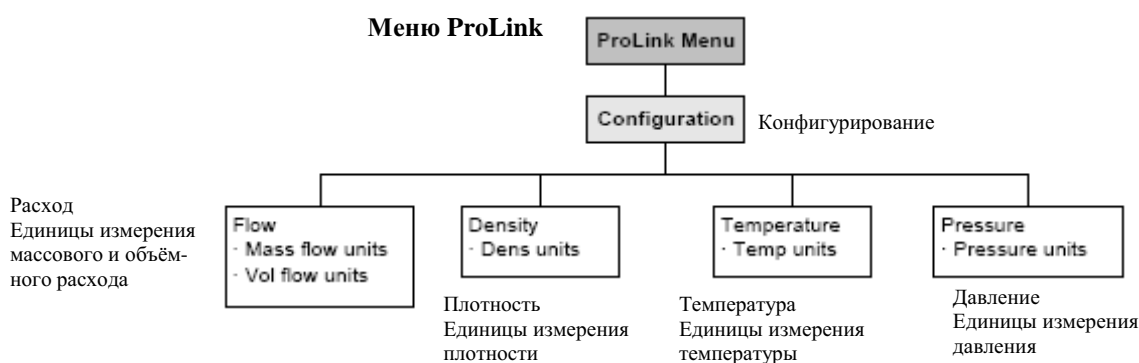 Меню ProLink
ProLink Menu
Configuration
Конфигурирование
Расход
Единицы измерения
массового и объём-
ного расхода
Flow
· Mass flow units
· Vol flow units
Density
· Dens units
Temperature
· Temp units
Pressure
· Pressure units
Плотность
Единицы измерения
плотности
Температура
Единицы измерения
температуры
Давление
Единицы измерения
давления